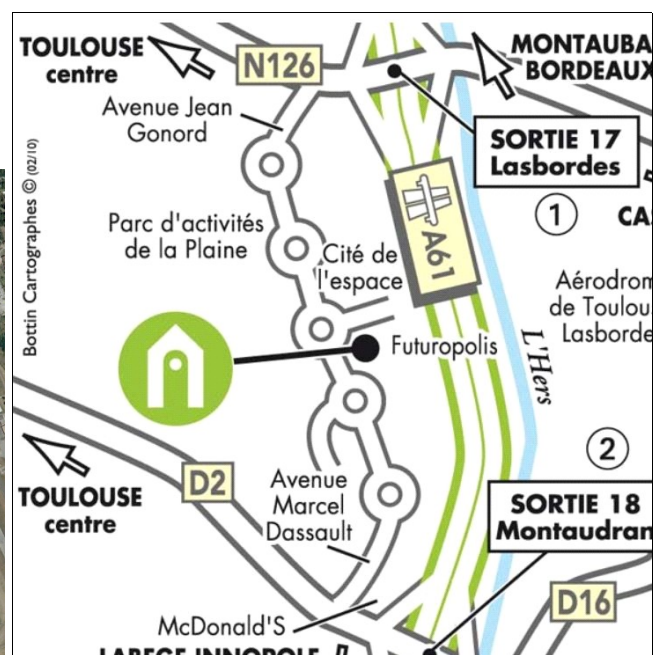 TOULOUSE
centre
N126
MONTAUBA
BORDEAUX
Avenue Jean
Gonord
SORTIE 17
Lasbordes
Bottin Cartographes © (02/10)
1
CA
Parc d'activités
de la Plaine
Cité de
l'espace
A61
Aérodrom
de Toulou
Lasborde
Futuropolis
L'Hers
2
TOULOUSE
centre
D2
Avenue
Marcel
Dassault
SORTIE 18
Montaudran
D16
McDonald'S
LABEGE INNOPOLE